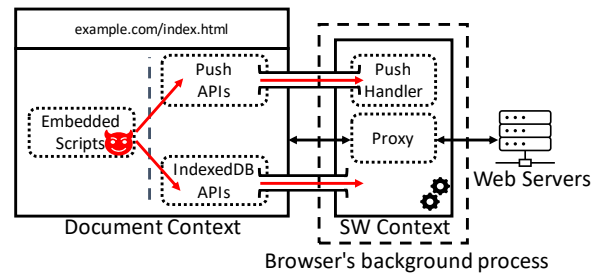 example.com/index.html
Push
APIs
Push
Handler
Embedded
Scripts
Proxy
IndexedDB
APIs
Web Servers
Document Context
SW Context
Browser's background process